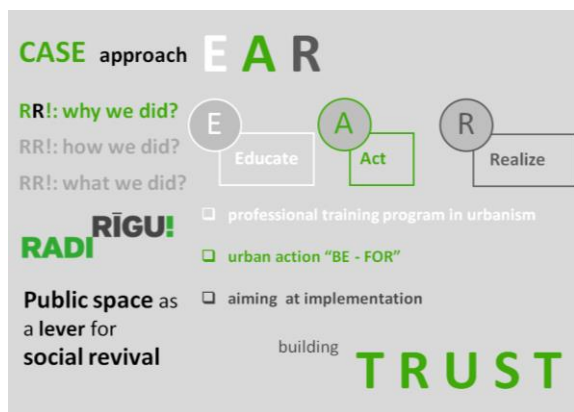 CASE approach E A R
RR!: why we did?
RR!: how we did?
RR!: what we did?
E A R
Educate Act Realize
professional training program in urbanism
urban action “BE - FOR”
aiming at implementation
RADI RĪGU!
Public space as
a lever for
social revival
building TRUST